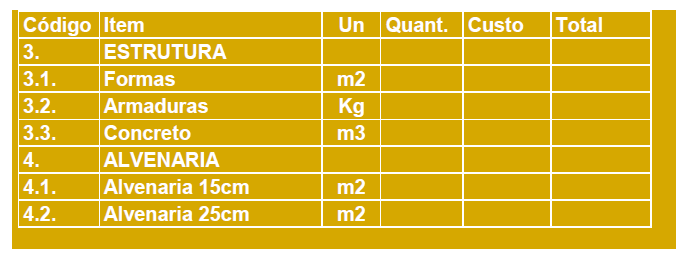 Código Item Un Quant. Custo Total
3. ESTRUTURA
3.1. Formas m2
3.2. Armaduras Kg
3.3. Concreto m3
4. ALVENARIA
4.1. Alvenaria 15cm m2
4.2. Alvenaria 25cm m2